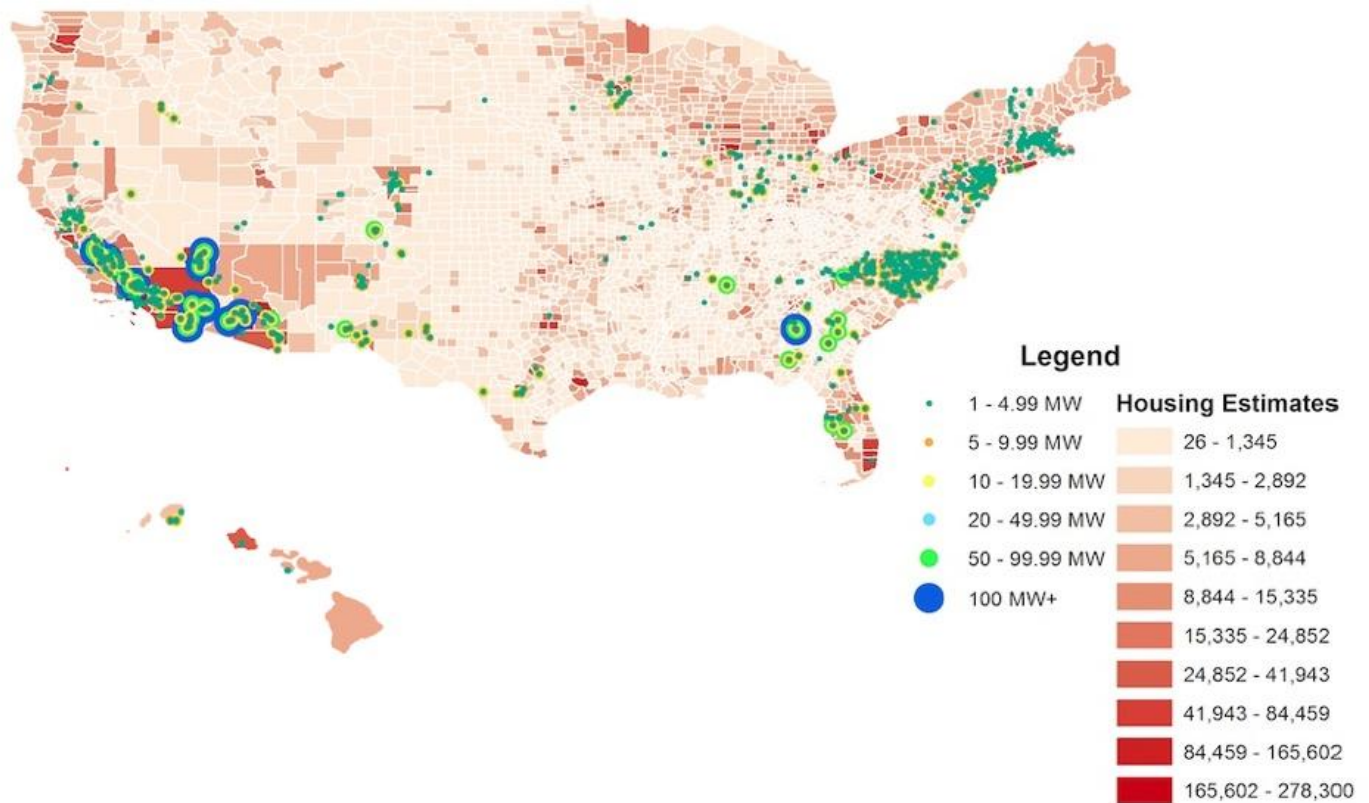 Legend
1 - 4.99 MW
5 - 9.99 MW
10 - 19.99 MW
20 - 49.99 MW
50 - 99.99 MW
100 MW+
Housing Estimates
26 - 1,345
1,345 - 2,892
2,892 - 5,165
5,165 - 8,844
8,844 - 15,335
15,335 - 24,852
24,852 - 41,943
41,943 - 84,459
84,459 - 165,602
165,602 - 278,300